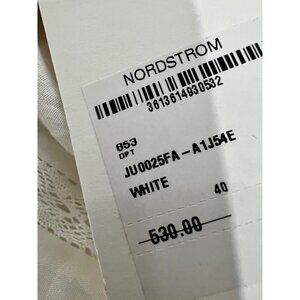 NORDSTROM
3613614930532
853
DPT
JU0025FA-A1J54E
WHITE 40
530.00